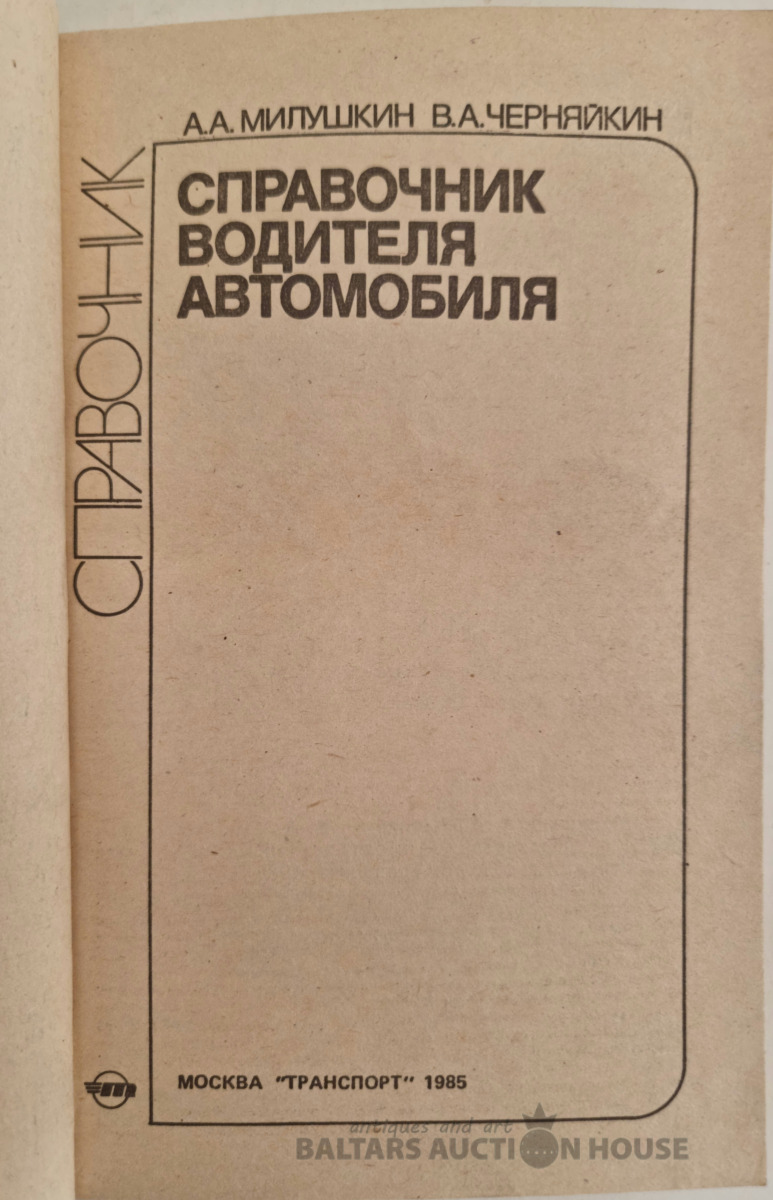 А.А. МИЛУШКИН В.А. ЧЕРНЯЙКИН
СПРАВОЧНИК
ВОДИТЕЛЯ
АВТОМОБИЛЯ
СПРАВОЧНИК
МОСКВА "ТРАНСПОРТ" 1985
antiques and art
BALTARS AUCTION HOUSE